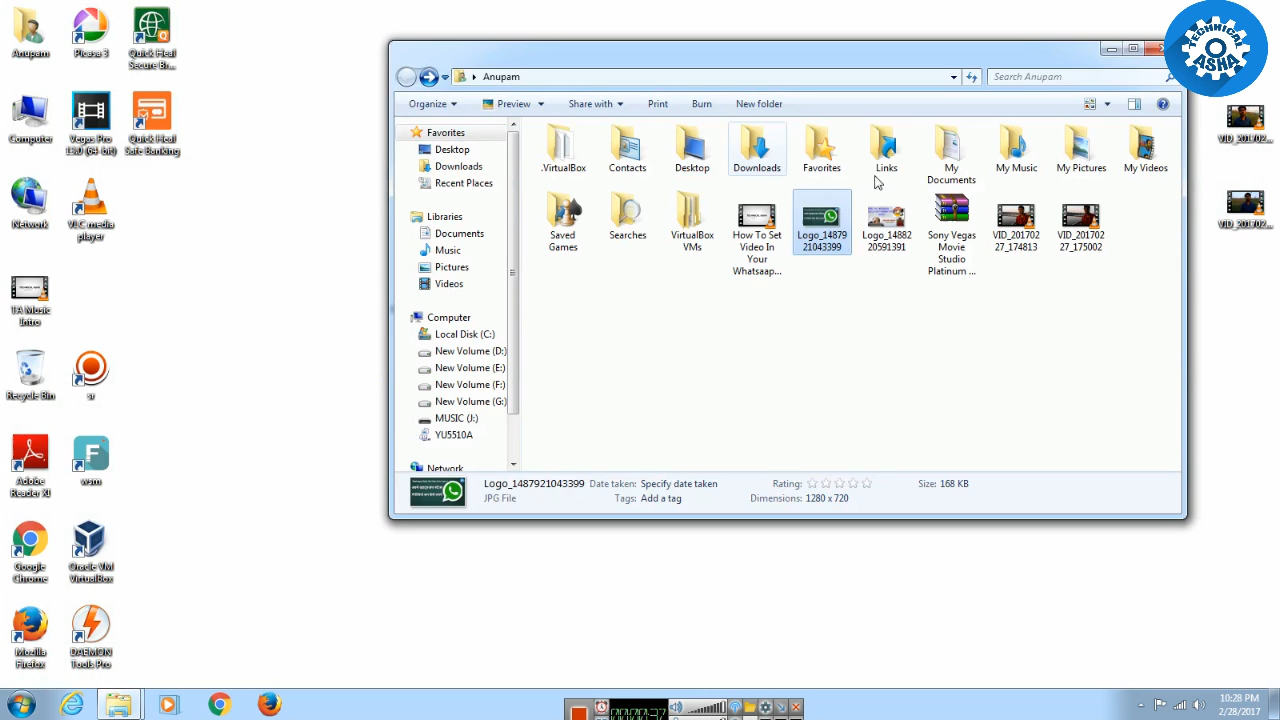 Anupam
Picasa 3
Quick Heal
Secure Br...
Computer
Vegas Pro
13.0 (64-bit)
Quick Heal
Safe Banking
Network
VLC media
player
TA Music
Intro
Recycle Bin
sr
Adobe
Reader XI
wsm
Google
Chrome
Oracle VM
VirtualBox
Mozilla
Firefox
DAEMON
Tools Pro
TECHNICAL
ASHA
VID_201702...
VID_201702...
Anupam
Search Anupam
Organize
Preview
Share with
Print
Burn
New folder
Favorites
Desktop
Downloads
Recent Places
Libraries
Documents
Music
Pictures
Videos
Computer
Local Disk (C:)
New Volume (D:)
New Volume (E:)
New Volume (F:)
New Volume (G:)
MUSIC (J:)
YU5510A
Network
.VirtualBox
Contacts
Desktop
Downloads
Favorites
Links
My
Documents
My Music
My Pictures
My Videos
Saved
Games
Searches
VirtualBox
VMs
How To Set
Video In
Your
Whatsaap...
Logo_14879
21043399
Logo_14882
20591391
Sony Vegas
Movie
Studio
Platinum ...
VID_201702
27_174813
VID_201702
27_175002
Logo_1487921043399
Date taken: Specify date taken
Rating:
Size: 168 KB
JPG File
Tags: Add a tag
Dimensions: 1280 x 720
10:28 PM
2/28/2017